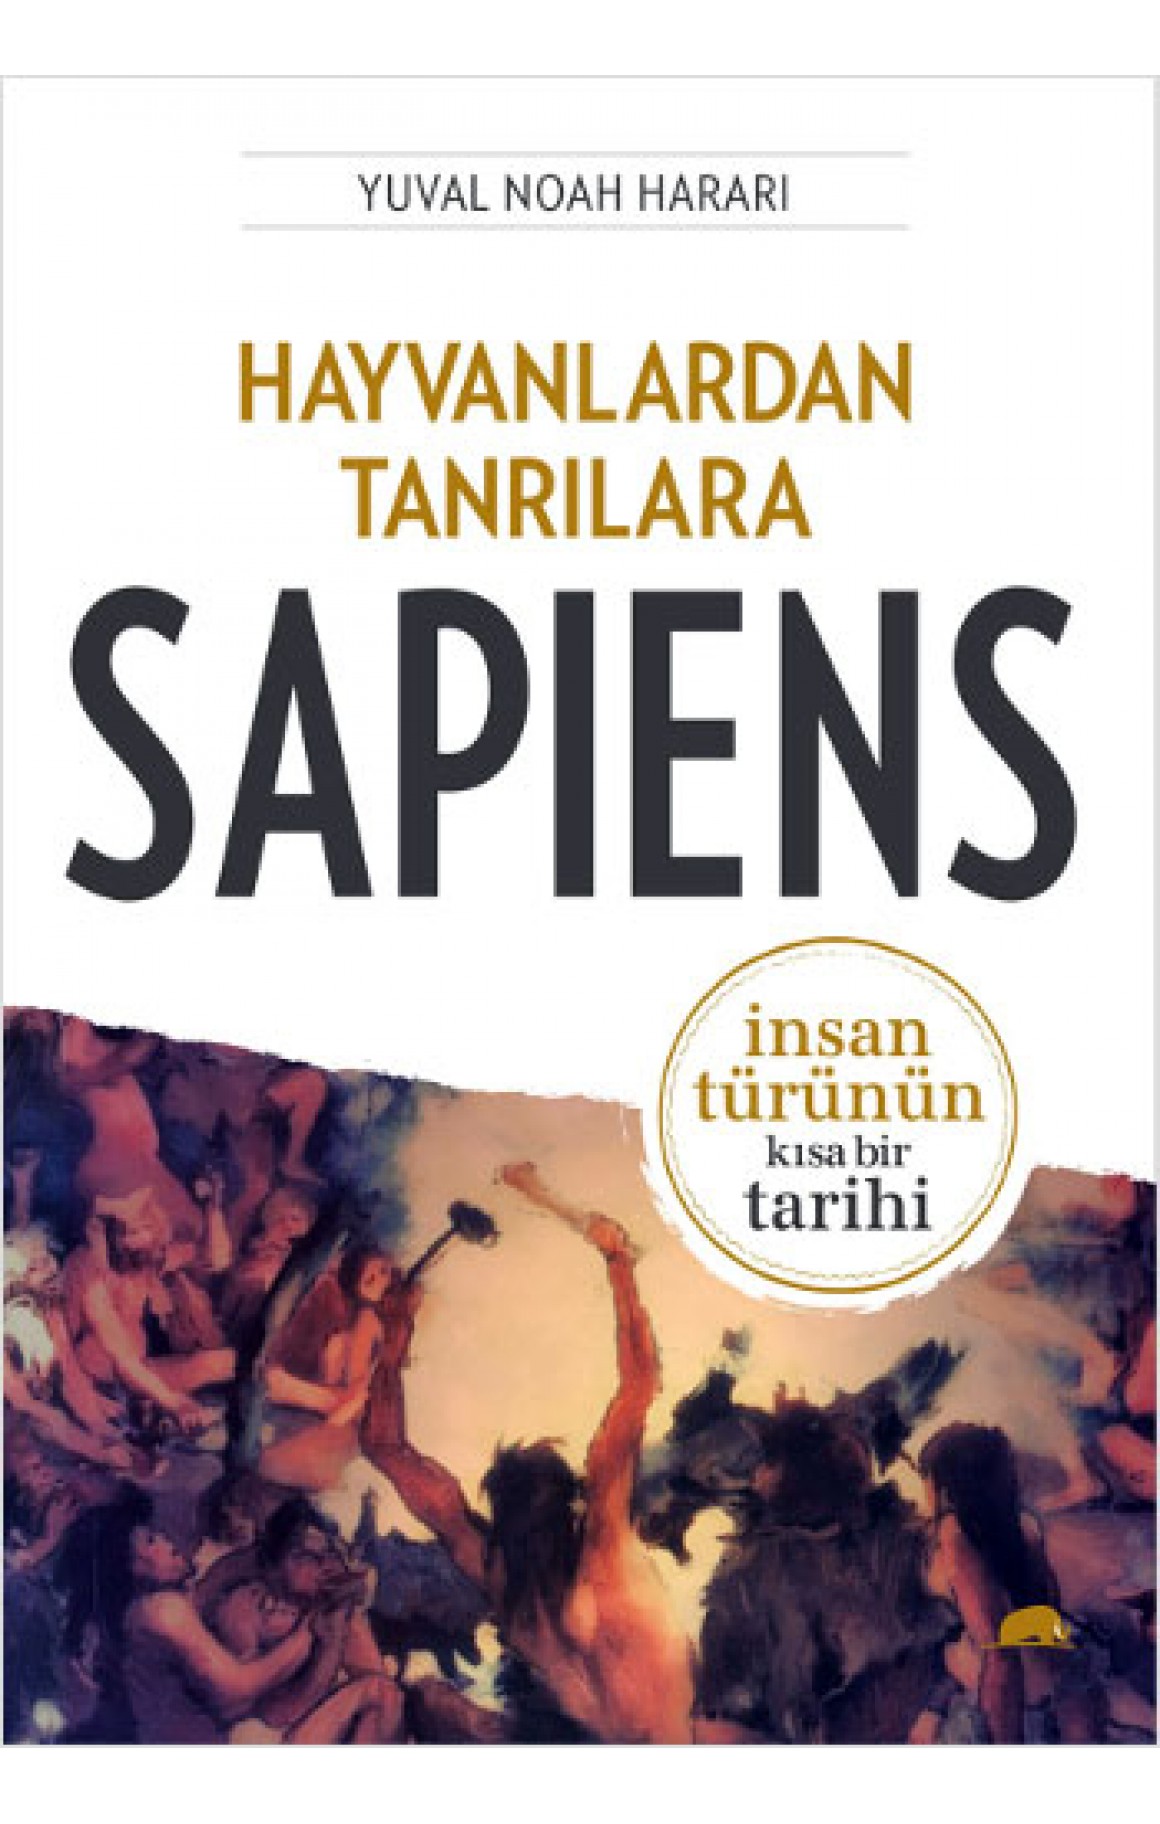 YUVAL NOAH HARARI
HAYVANLARDAN
TANRILARA
SAPIENS
insan
türünün
kısa bir
tarihi